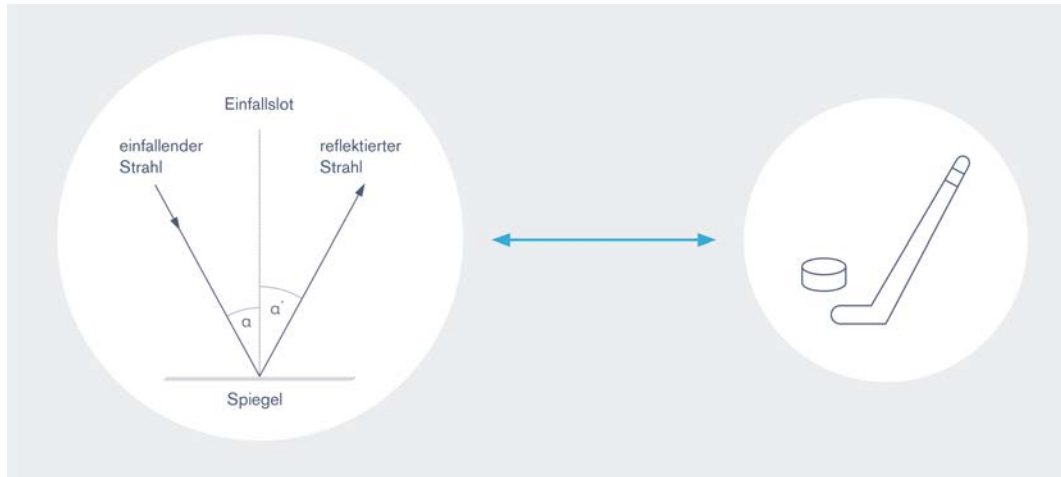 Einfallslot
einfallender
Strahl
reflektierter
Strahl
α
α'
Spiegel